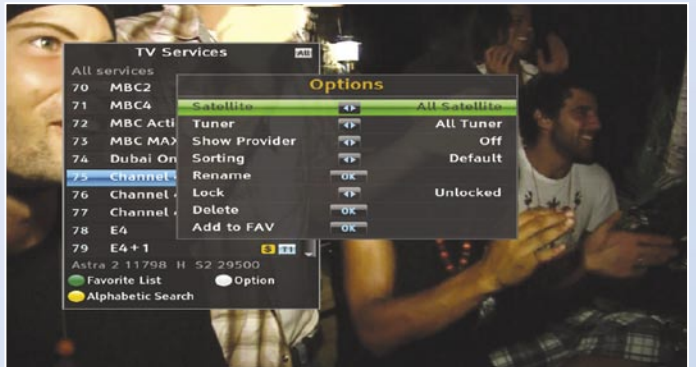 TV Services
All
All services
70 MBC2
71 MBC4
72 MBC Acti
73 MBC MAX
74 Dubai On
75 Channel
76 Channel
77 Channel
78 E4
79 E4+1 $ T1
Astra 2 11798 H S2 29500
Favorite List Option
Alphabetic Search
Options
Satellite All Satellite
Tuner All Tuner
Show Provider Off
Sorting Default
Rename OK
Lock Unlocked
Delete OK
Add to FAV OK